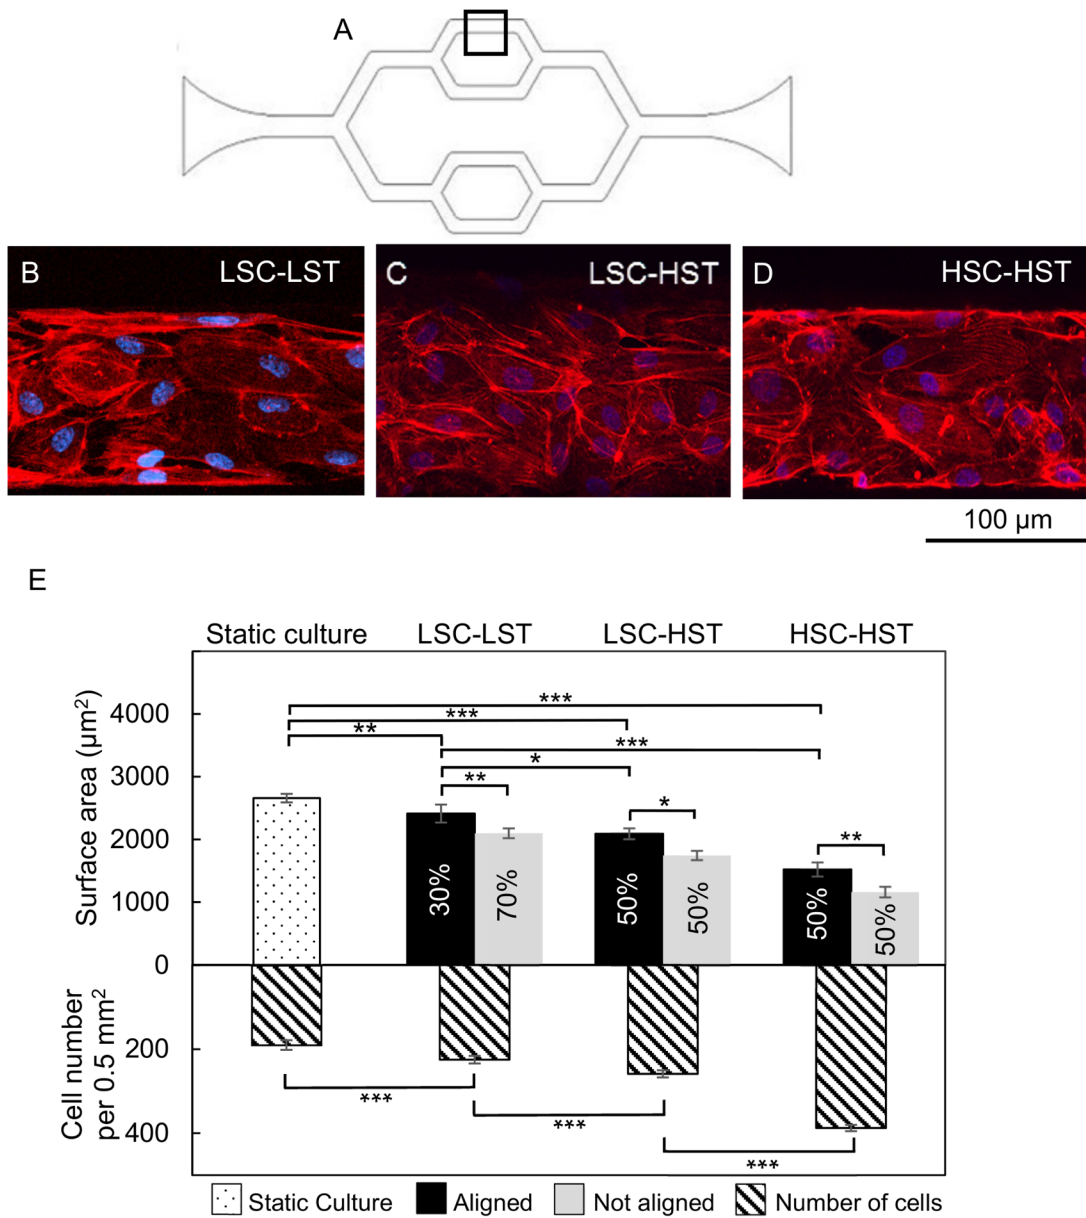 A
B LSC-LST
C LSC-HST
D HSC-HST
100 µm
E
Static culture LSC-LST LSC-HST HSC-HST
Surface area (µm²)
4000
3000
2000
1000
0
***
***
**
***
*
**
*
**
30%
70%
50%
50%
50%
50%
Cell number
per 0.5 mm²
200
400
***
***
***
Static Culture Aligned Not aligned Number of cells